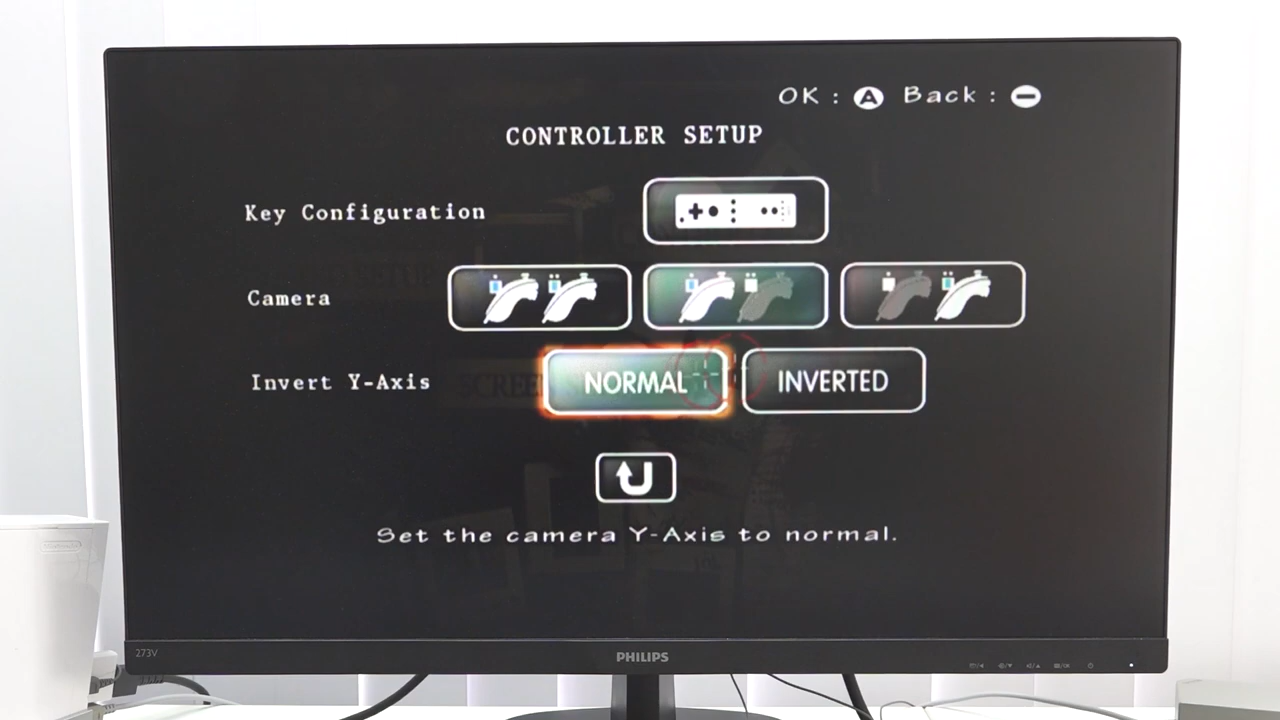 OK : A Back : −
CONTROLLER SETUP
Key Configuration
Camera
Invert Y-Axis
NORMAL
INVERTED
Set the camera Y-Axis to normal.
273V
PHILIPS